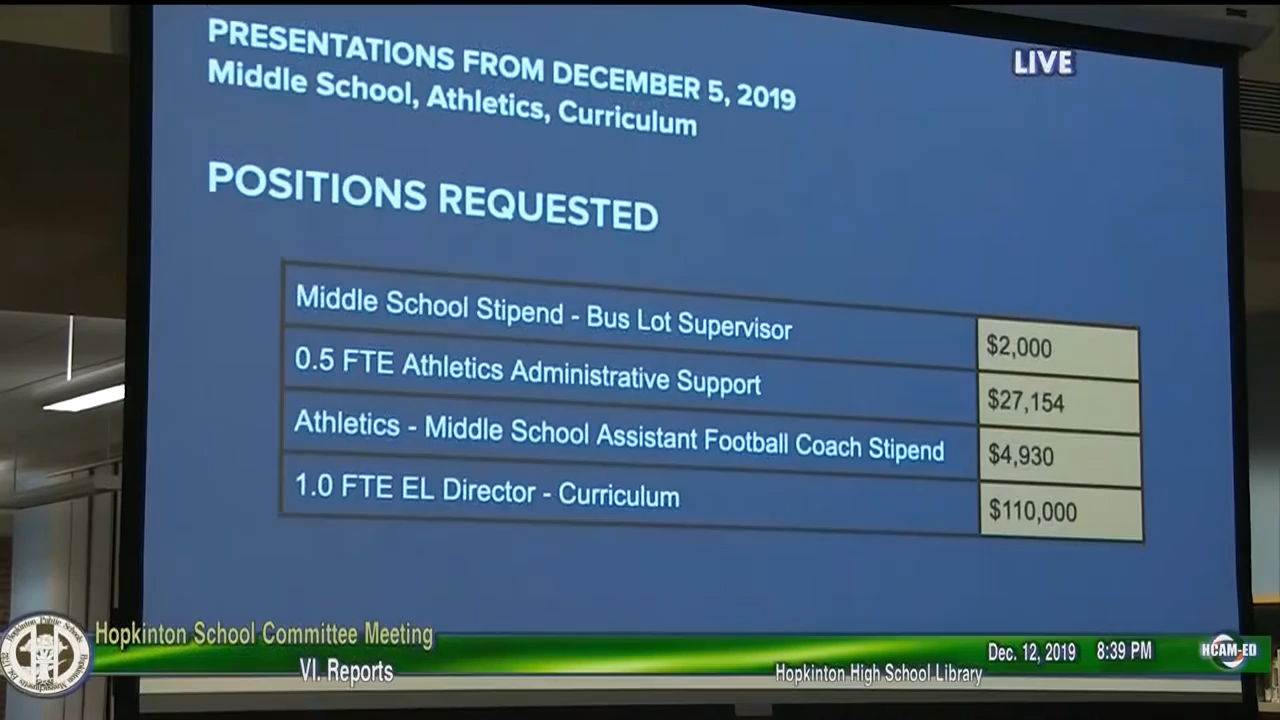 PRESENTATIONS FROM DECEMBER 5, 2019
LIVE
Middle School, Athletics, Curriculum
POSITIONS REQUESTED
Middle School Stipend - Bus Lot Supervisor $2,000
0.5 FTE Athletics Administrative Support $27,154
Athletics - Middle School Assistant Football Coach Stipend $4,930
1.0 FTE EL Director - Curriculum $110,000
Hopkinton School Committee Meeting
VI. Reports
Hopkinton High School Library
Dec. 12, 2019 8:39 PM
HCAM-ED
Hopkinton Public Schools